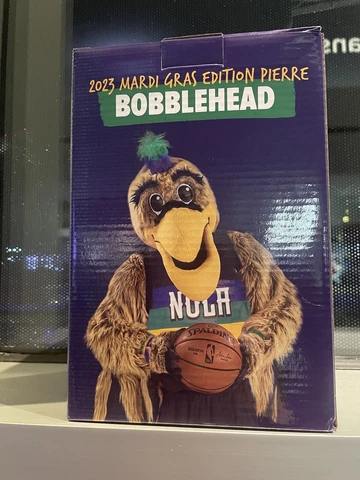 2023 MARDI GRAS EDITION PIERRE
BOBBLEHEAD
NOLA
SPALDING